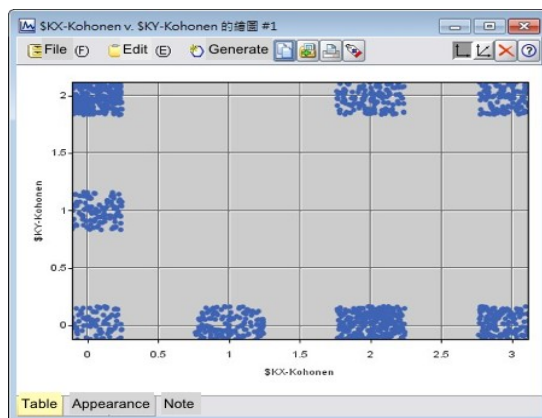 $KX-Kohonen v. $KY-Kohonen 的繪圖 #1
File (F) Edit (E) Generate
2
1.5
1
0.5
0
$KY-Kohonen
0 0.5 1 1.5 2 2.5 3
$KX-Kohonen
Table Appearance Note